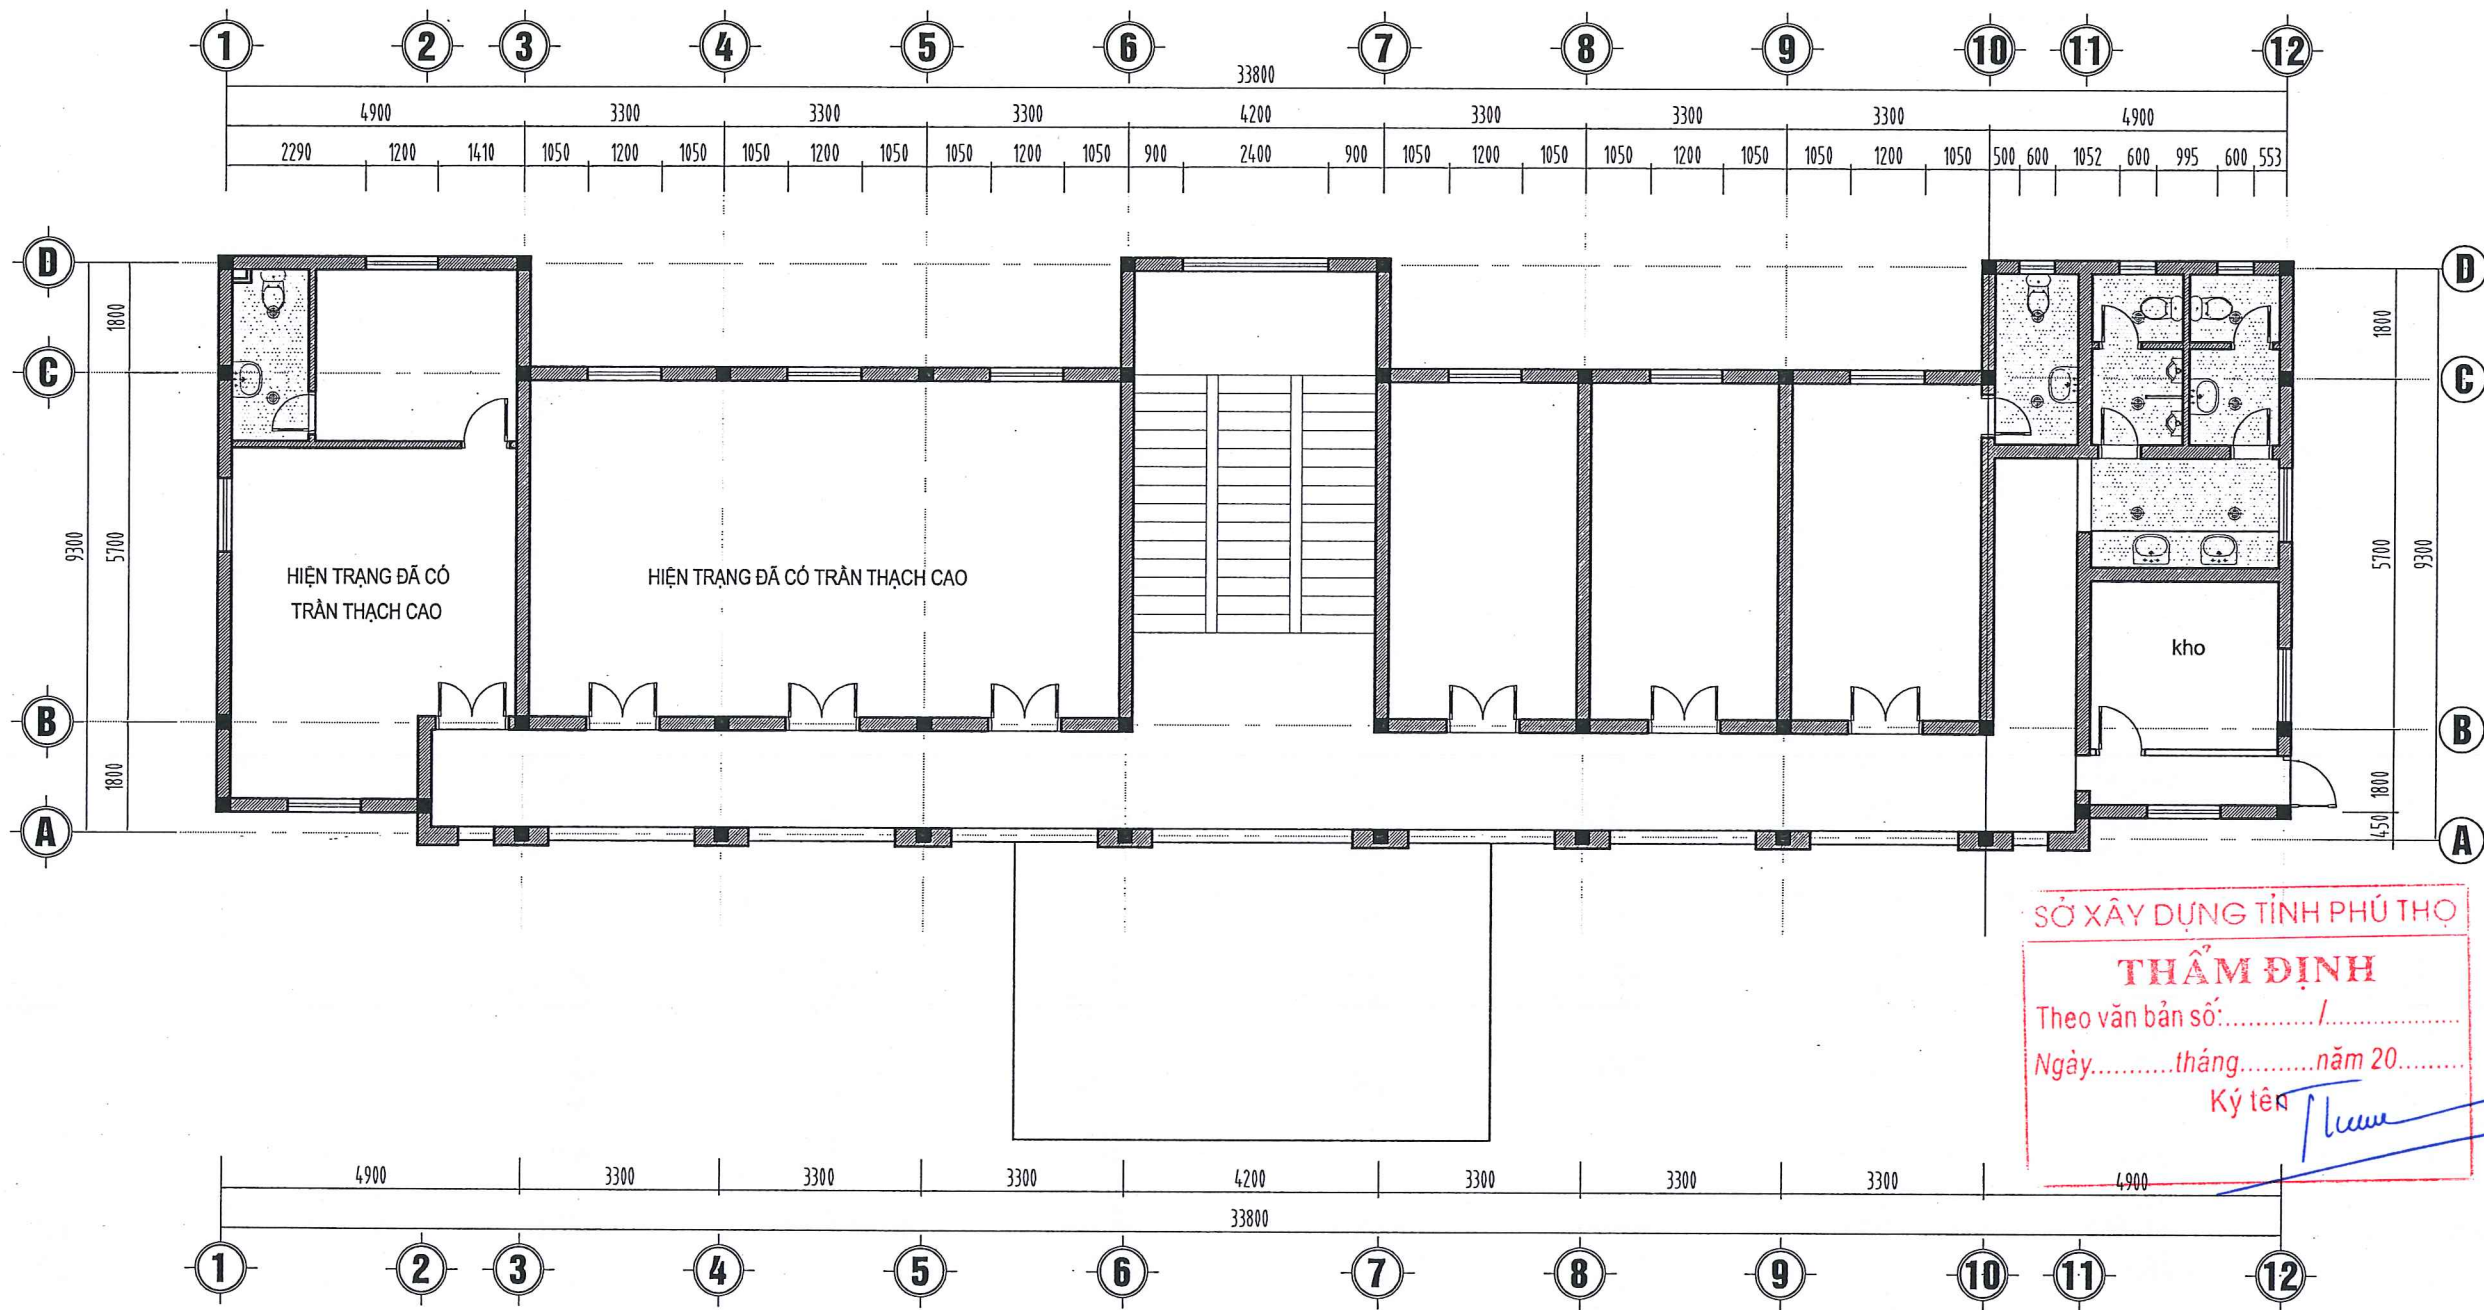 1 2 3 4 5 6 7 8 9 10 11 12
33800
4900 3300 3300 3300 4200 3300 3300 3300 4900
2290 1200 1410 1050 1200 1050 1050 1200 1050 1050 1200 1050 900 2400 900 1050 1200 1050 1050 1200 1050 1050 1200 1050 500 600 1052 600 995 600 553
D D
1800 1800
C C
9300 5700 5700 9300
HIỆN TRẠNG ĐÃ CÓ
TRẦN THẠCH CAO
HIỆN TRẠNG ĐÃ CÓ TRẦN THẠCH CAO
kho
B B
1800 1800
450
A A
SỞ XÂY DỰNG TỈNH PHÚ THỌ
THẨM ĐỊNH
Theo văn bản số:............/..................
Ngày...........tháng..........năm 20.........
Ký tên
4900 3300 3300 3300 4200 3300 3300 3300 4900
33800
1 2 3 4 5 6 7 8 9 10 11 12